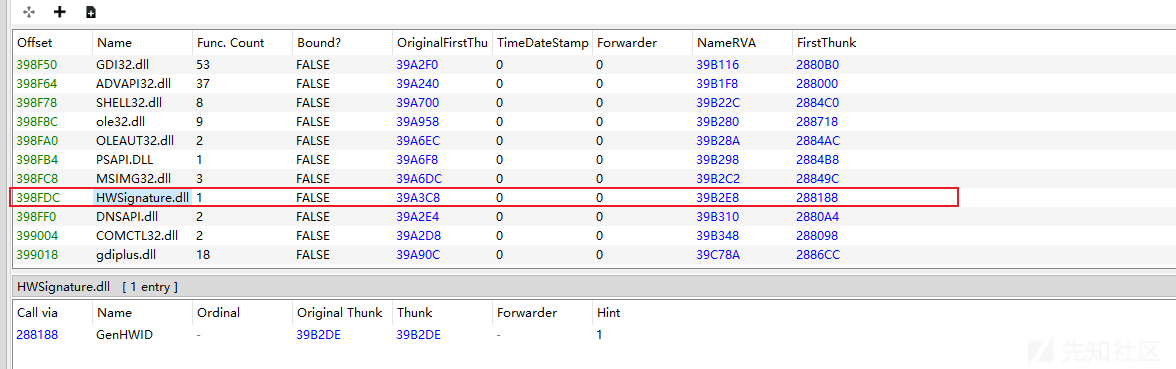 Offset Name Func. Count Bound? OriginalFirstThu TimeDateStamp Forwarder NameRVA FirstThunk
398F50 GDI32.dll 53 FALSE 39A2F0 0 0 39B116 2880B0
398F64 ADVAPI32.dll 37 FALSE 39A240 0 0 39B1F8 288000
398F78 SHELL32.dll 8 FALSE 39A700 0 0 39B22C 2884C0
398F8C ole32.dll 9 FALSE 39A958 0 0 39B280 288718
398FA0 OLEAUT32.dll 2 FALSE 39A6EC 0 0 39B28A 2884AC
398FB4 PSAPI.DLL 1 FALSE 39A6F8 0 0 39B298 2884B8
398FC8 MSIMG32.dll 3 FALSE 39A6DC 0 0 39B2C2 28849C
398FDC HWSignature.dll 1 FALSE 39A3C8 0 0 39B2E8 288188
398FF0 DNSAPI.dll 2 FALSE 39A2E4 0 0 39B310 2880A4
399004 COMCTL32.dll 2 FALSE 39A2D8 0 0 39B348 288098
399018 gdiplus.dll 18 FALSE 39A90C 0 0 39C78A 2886CC
HWSignature.dll [ 1 entry ]
Call via Name Ordinal Original Thunk Thunk Forwarder Hint
288188 GenHWID - 39B2DE 39B2DE - 1
先知社区